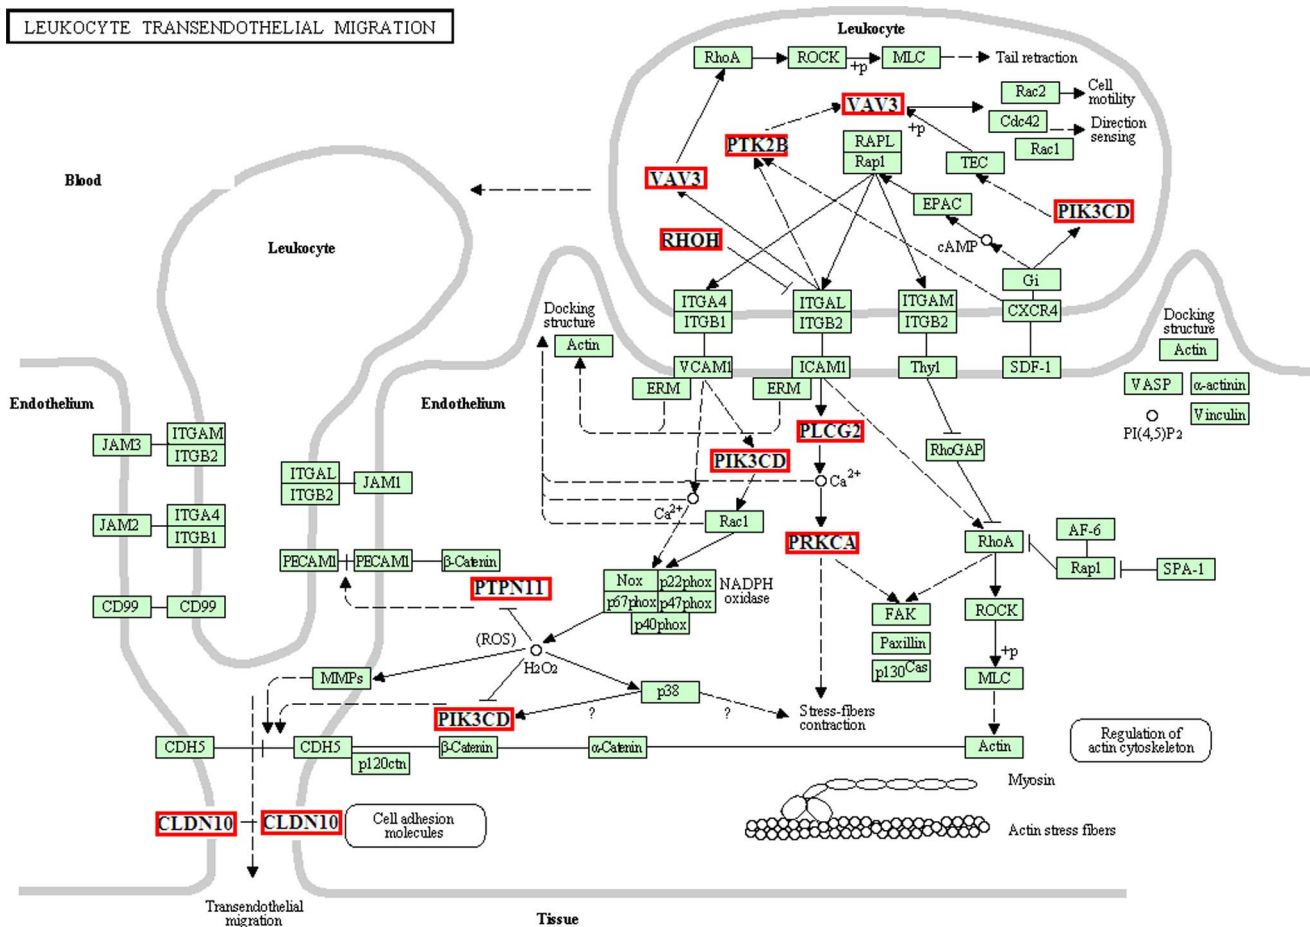 LEUKOCYTE TRANSENDOTHELIAL MIGRATION
Leukocyte
RhoA
ROCK
+p
MLC
Tail retraction
VAV3
Rac2
Cell
motility
Cdc42
Direction
sensing
Rac1
+p
PTK2B
RAPL
Rap1
TEC
VAV3
EPAC
PIK3CD
cAMP
RHOH
Gi
Blood
Leukocyte
ITGA4
ITGB1
ITGAL
ITGB2
ITGAM
ITGB2
CXCR4
Docking
structure
Actin
Docking
structure
Actin
VASP
α-actinin
Vinculin
PI(4,5)P2
VCAM1
ERM
ICAM1
ERM
Thy1
SDF-1
Endothelium
Endothelium
JAM3
ITGAM
ITGB2
ITGAL
ITGB2
JAM1
JAM2
ITGA4
ITGB1
PLCG2
PIK3CD
RhoGAP
Ca2+
Ca2+
Rac1
PRKCA
RhoA
AF-6
Rap1
SPA-1
PECAM1
PECAM1
β-Catenin
PTPN11
Nox
p22phox
p67phox
p47phox
p40phox
NADPH
oxidase
CD99
CD99
FAK
Paxillin
p130Cas
ROCK
+p
MLC
(ROS)
H2O2
MMPs
p38
PIK3CD
?
?
Stress-fibers
contraction
CDH5
CDH5
p120ctn
β-Catenin
α-Catenin
Actin
Regulation of
actin cytoskeleton
Myosin
CLDN10
CLDN10
Cell adhesion
molecules
Actin stress fibers
Transendothelial
migration
Tissue